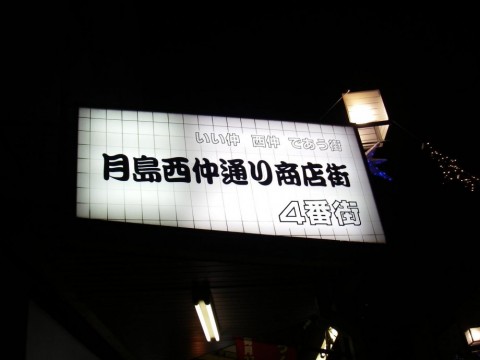 いい仲 西仲 であう街
月島西仲通り商店街
4番街